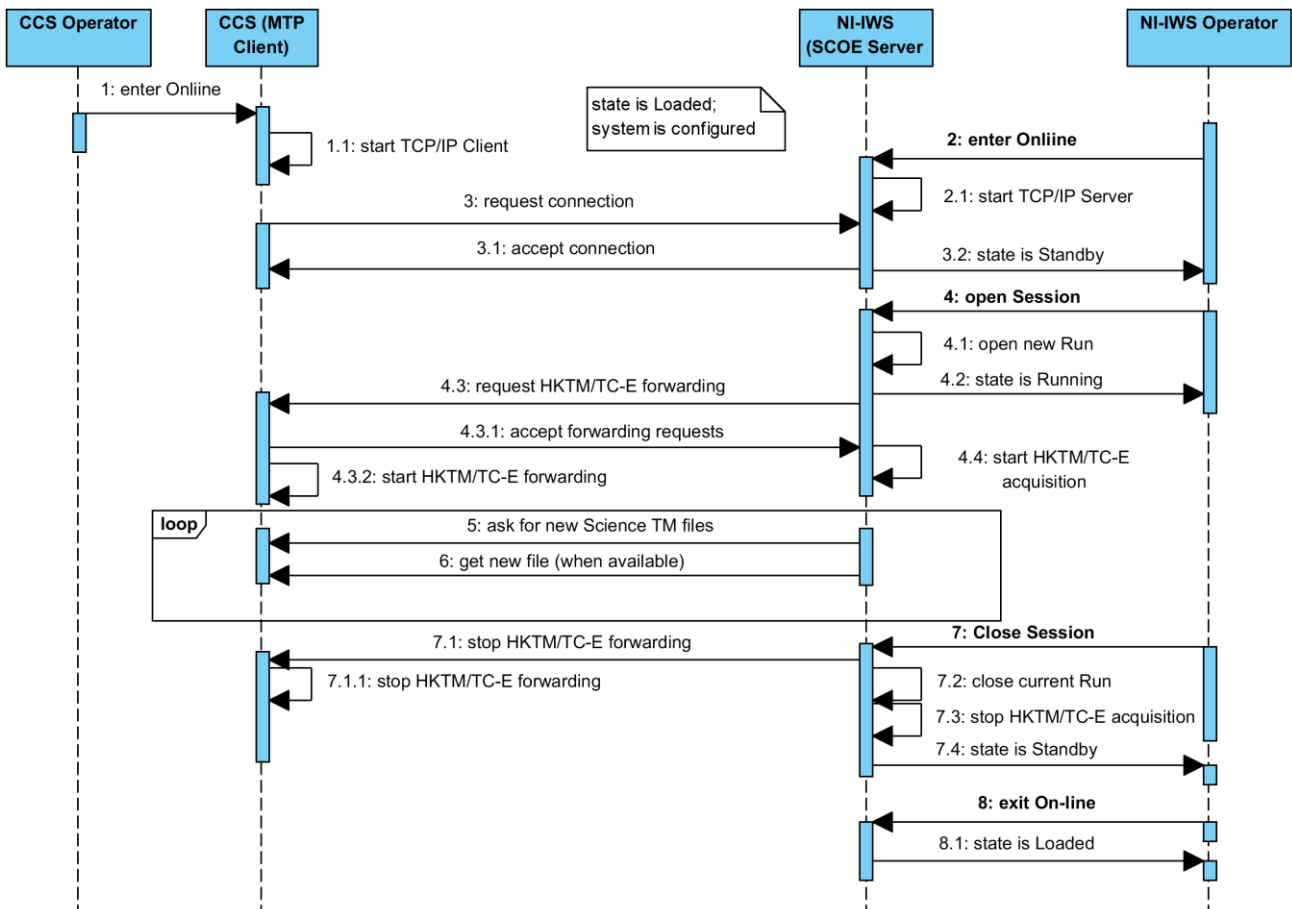 CCS Operator
CCS (MTP
Client)
NI-IWS
(SCOE Server
NI-IWS Operator
1: enter Onliine
state is Loaded;
system is configured
1.1: start TCP/IP Client
2: enter Onliine
2.1: start TCP/IP Server
3: request connection
3.1: accept connection
3.2: state is Standby
4: open Session
4.1: open new Run
4.2: state is Running
4.3: request HKTM/TC-E forwarding
4.3.1: accept forwarding requests
4.4: start HKTM/TC-E
acquisition
4.3.2: start HKTM/TC-E forwarding
loop
5: ask for new Science TM files
6: get new file (when available)
7: Close Session
7.1: stop HKTM/TC-E forwarding
7.1.1: stop HKTM/TC-E forwarding
7.2: close current Run
7.3: stop HKTM/TC-E acquisition
7.4: state is Standby
8: exit On-line
8.1: state is Loaded